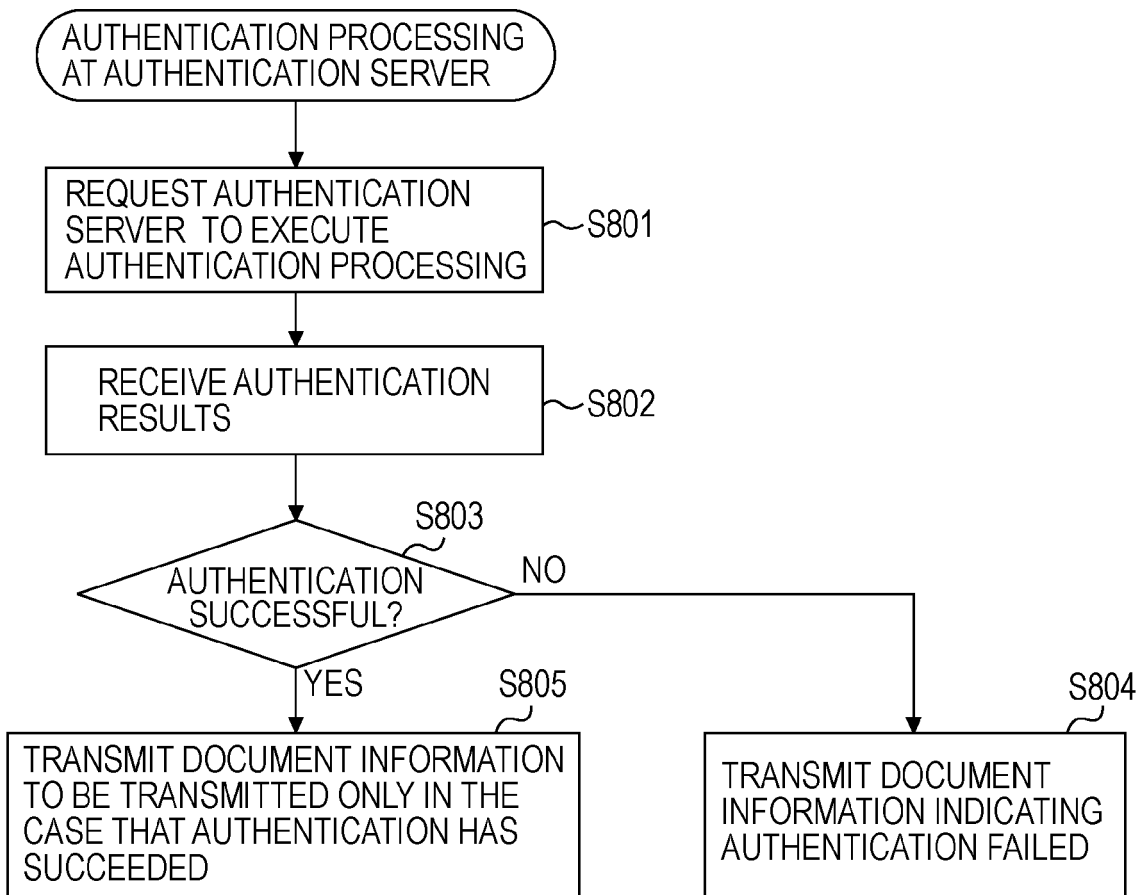 AUTHENTICATION PROCESSING
AT AUTHENTICATION SERVER
REQUEST AUTHENTICATION
SERVER TO EXECUTE
AUTHENTICATION PROCESSING
S801
RECEIVE AUTHENTICATION
RESULTS
S802
S803
AUTHENTICATION
SUCCESSFUL?
NO
YES
S805
TRANSMIT DOCUMENT INFORMATION
TO BE TRANSMITTED ONLY IN THE
CASE THAT AUTHENTICATION HAS
SUCCEEDED
S804
TRANSMIT DOCUMENT
INFORMATION INDICATING
AUTHENTICATION FAILED